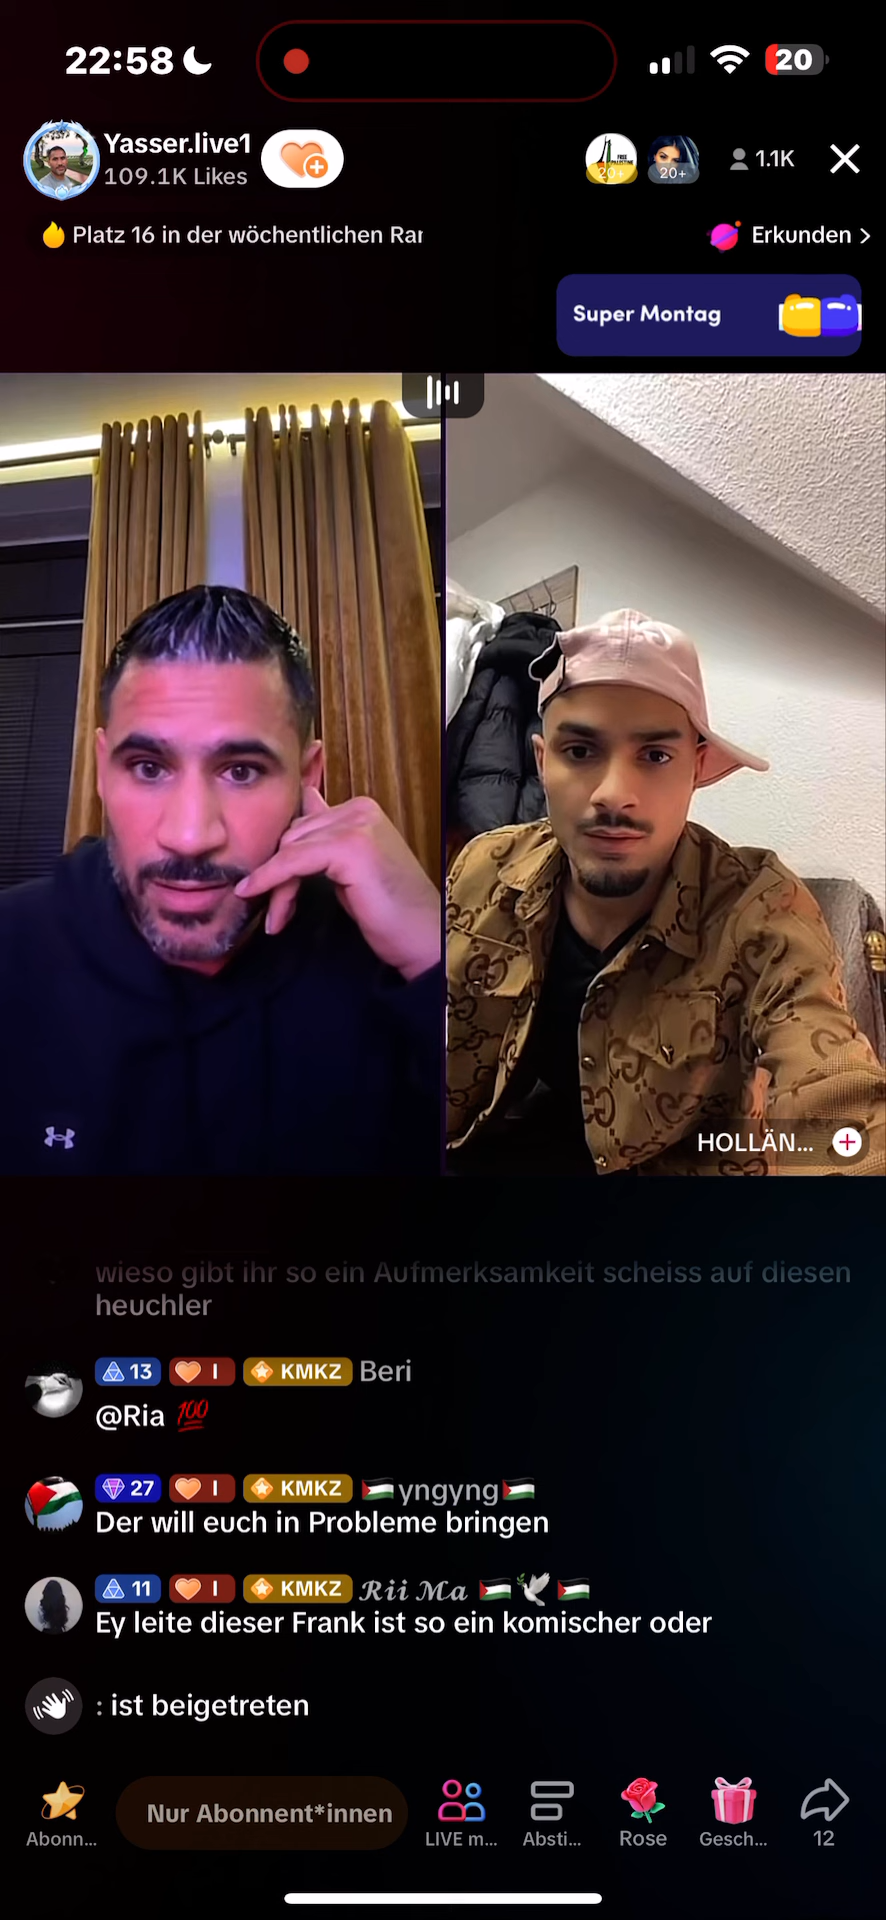 22:58
20
Yasser.live1
109.1K Likes
FREE
PALESTINE
20+
20+
1.1K
Platz 16 in der wöchentlichen Ran
Erkunden >
Super Montag
HOLLÄN...
wieso gibt ihr so ein Aufmerksamkeit scheiss auf diesen
heuchler
13 I KMKZ Beri
@Ria 💯
27 I KMKZ 🇵🇸yngyng🇵🇸
Der will euch in Probleme bringen
11 I KMKZ 𝓡𝓲𝓲 𝓜𝓪 🇵🇸🕊️🇵🇸
Ey leite dieser Frank ist so ein komischer oder
: ist beigetreten
Nur Abonnent*innen
Abonn...
LIVE m...
Absti...
Rose
Gesch...
12